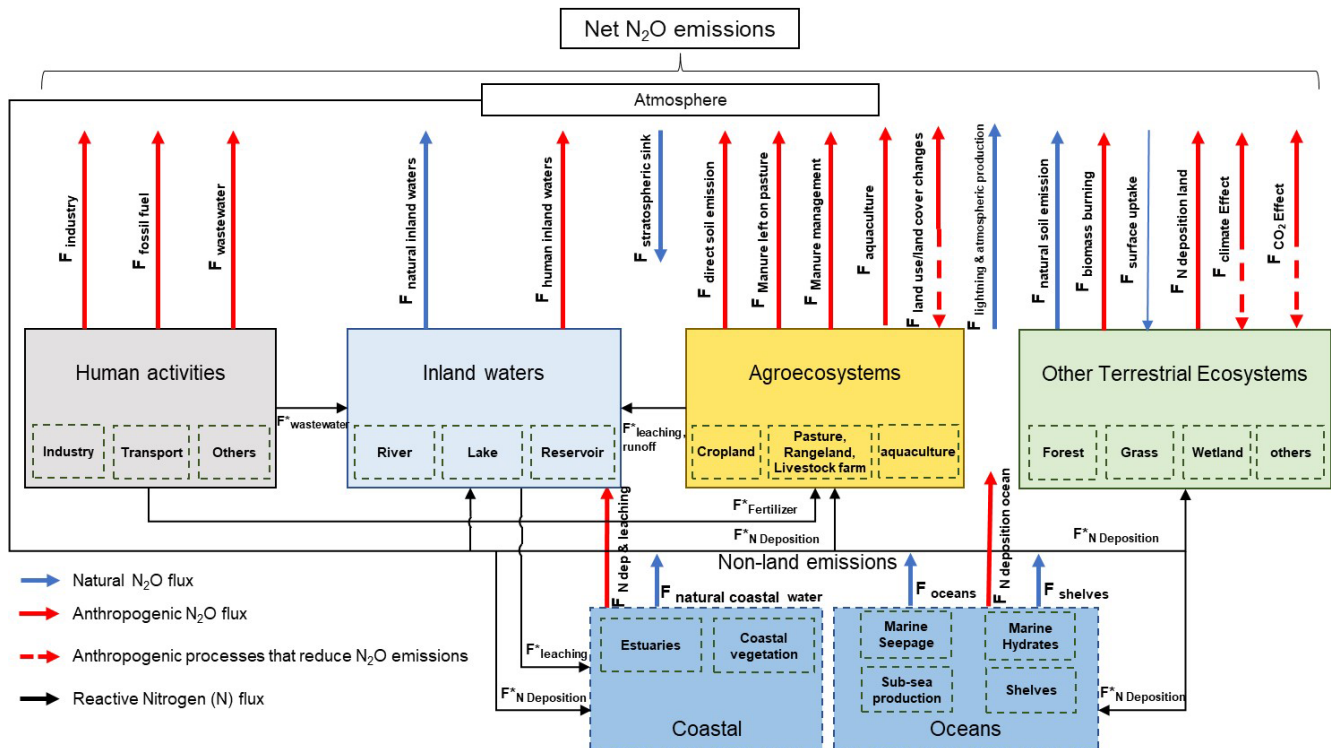 Net N₂O emissions
Atmosphere
F industry
F fossil fuel
F wastewater
F natural inland waters
F human inland waters
F stratospheric sink
F direct soil emission
F Manure left on pasture
F Manure management
F aquaculture
F land use/land cover changes
F lightning & atmospheric production
F natural soil emission
F biomass burning
F surface uptake
F N deposition land
F climate Effect
F CO₂ Effect
Human activities
Industry
Transport
Others
F*wastewater
Inland waters
River
Lake
Reservoir
F*leaching,
runoff
Agroecosystems
Cropland
Pasture,
Rangeland,
Livestock farm
aquaculture
Other Terrestrial Ecosystems
Forest
Grass
Wetland
others
F*Fertilizer
F*N Deposition
F*N Deposition
Non-land emissions
F N dep & leaching
F natural coastal water
F oceans
F N deposition ocean
F shelves
Natural N₂O flux
Anthropogenic N₂O flux
Anthropogenic processes that reduce N₂O emissions
Reactive Nitrogen (N) flux
F*leaching
F*N Deposition
Estuaries
Coastal
vegetation
Coastal
Marine
Seepage
Marine
Hydrates
Sub-sea
production
Shelves
Oceans
F*N Deposition